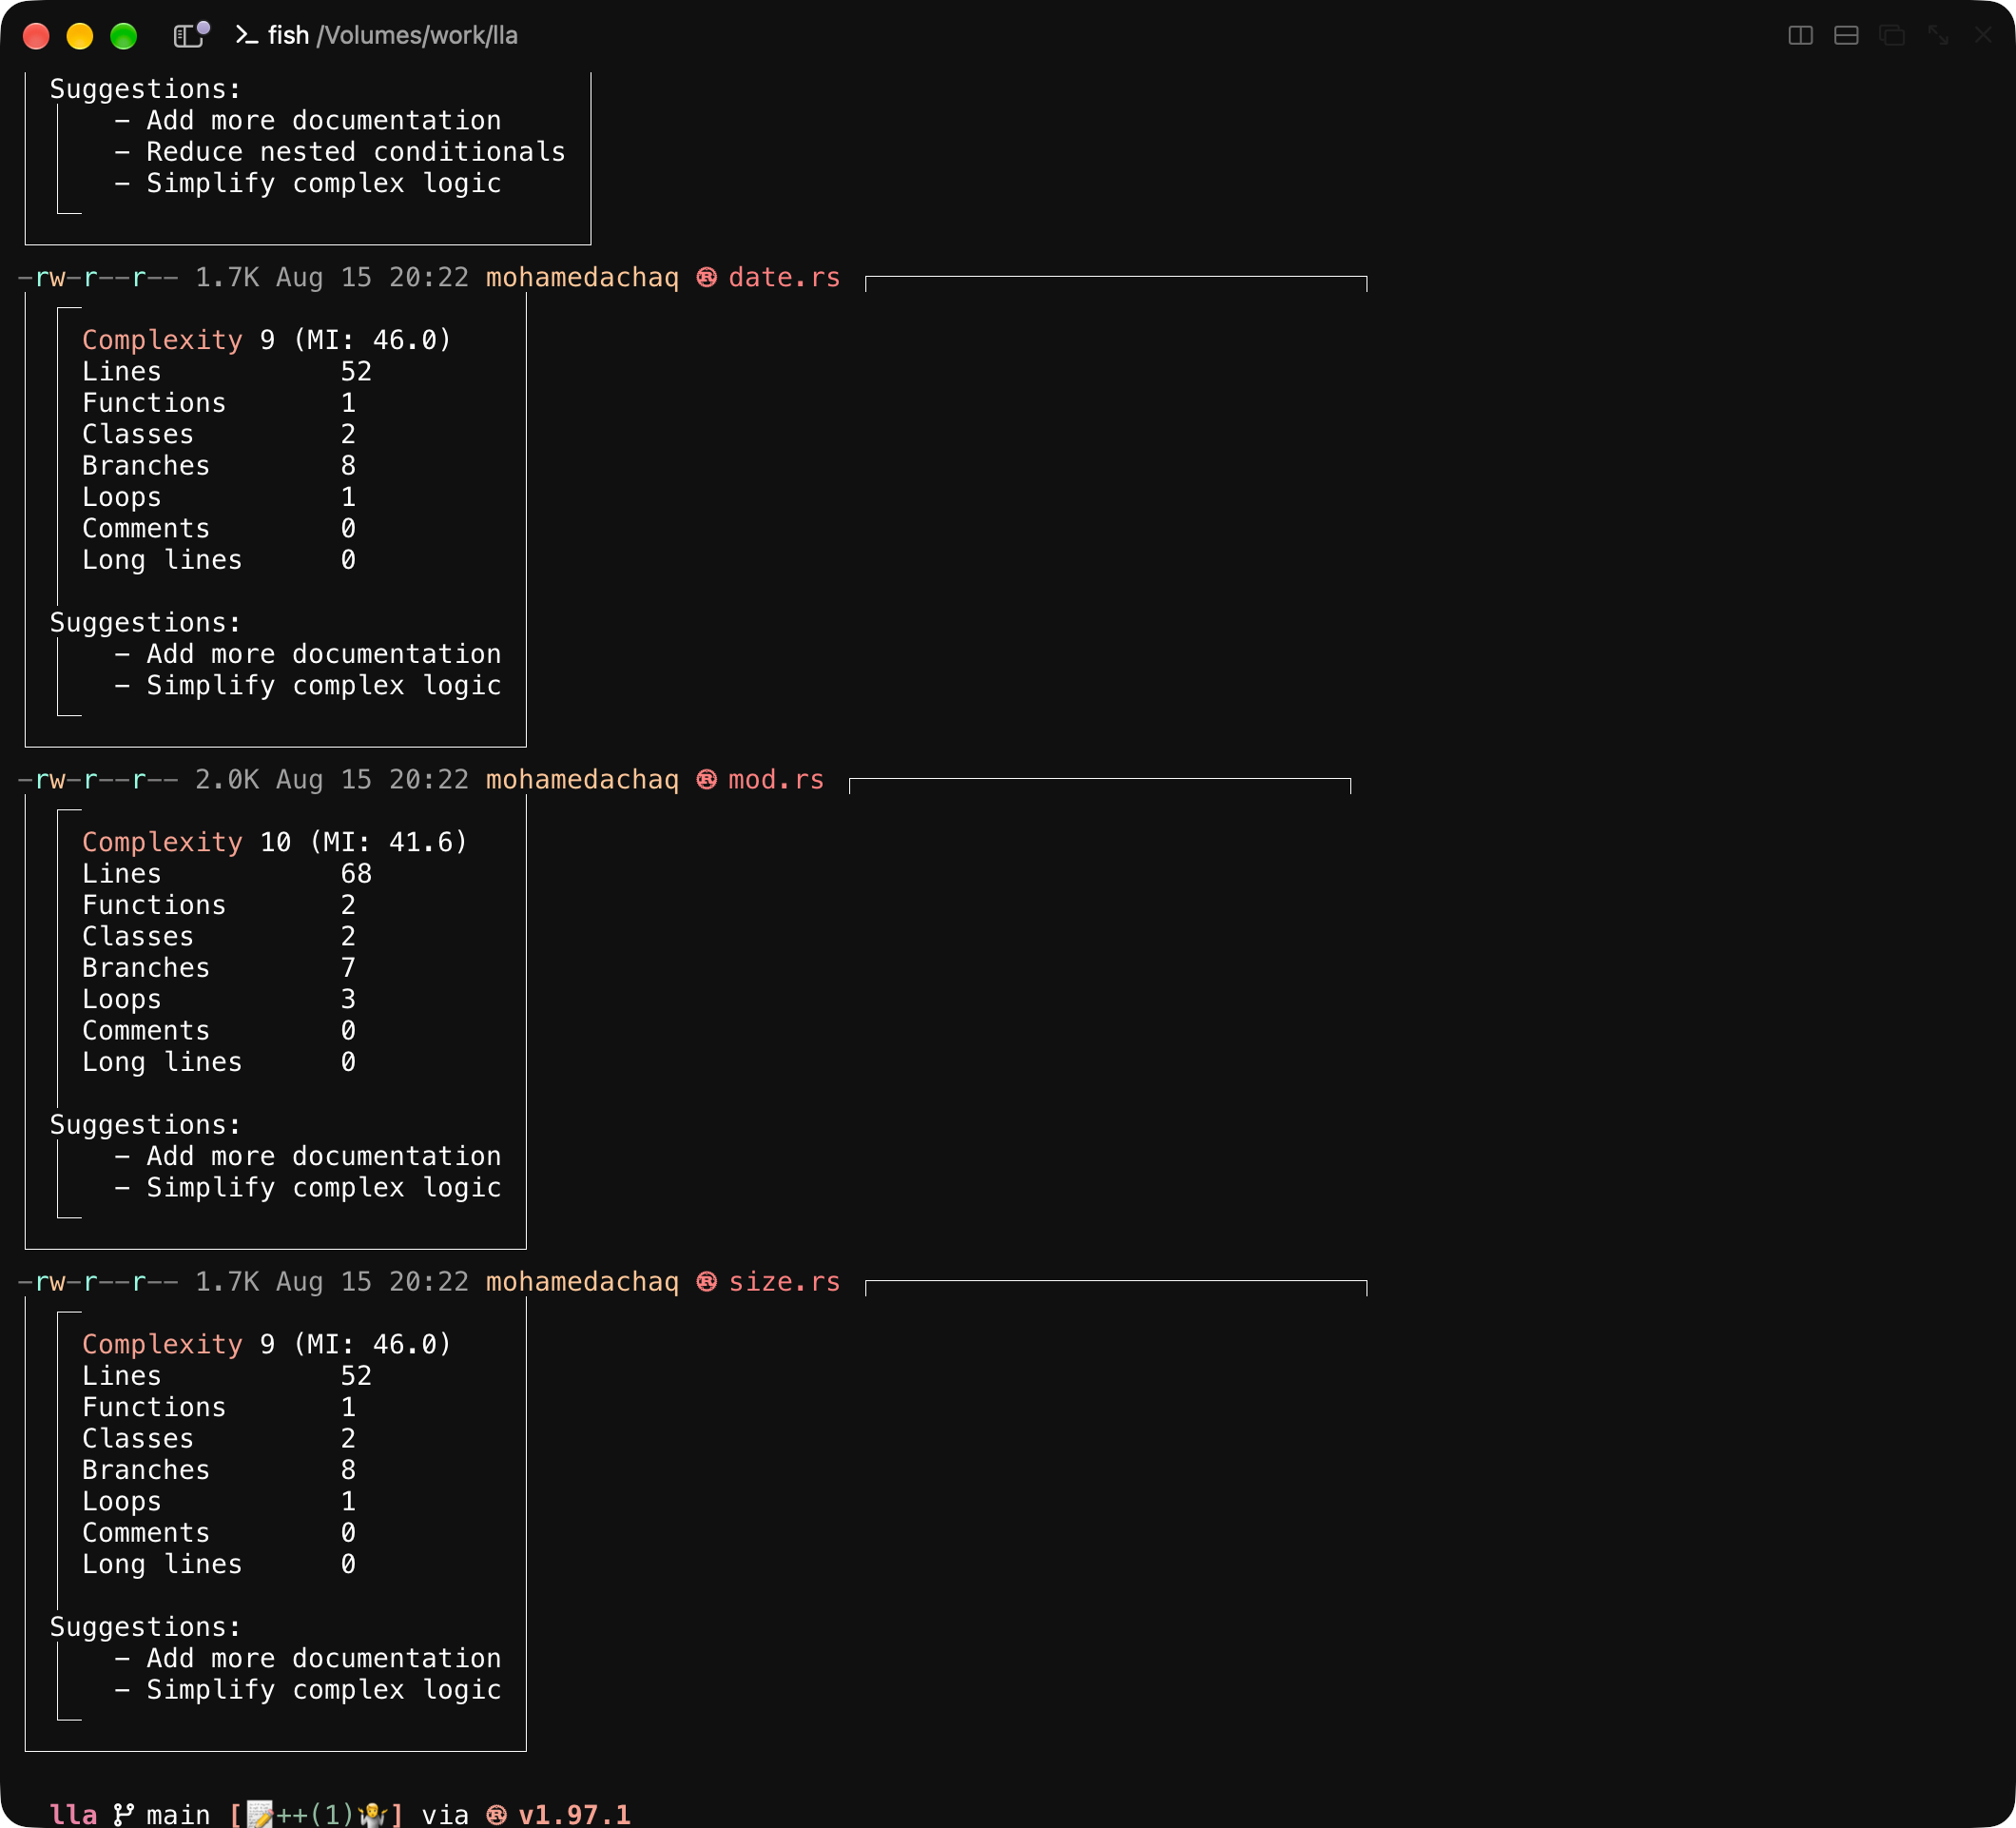 fish /Volumes/work/lla
Suggestions:
- Add more documentation
- Reduce nested conditionals
- Simplify complex logic
-rw-r--r-- 1.7K Aug 15 20:22 mohamedachaq date.rs
Complexity 9 (MI: 46.0)
Lines 52
Functions 1
Classes 2
Branches 8
Loops 1
Comments 0
Long lines 0
Suggestions:
- Add more documentation
- Simplify complex logic
-rw-r--r-- 2.0K Aug 15 20:22 mohamedachaq mod.rs
Complexity 10 (MI: 41.6)
Lines 68
Functions 2
Classes 2
Branches 7
Loops 3
Comments 0
Long lines 0
Suggestions:
- Add more documentation
- Simplify complex logic
-rw-r--r-- 1.7K Aug 15 20:22 mohamedachaq size.rs
Complexity 9 (MI: 46.0)
Lines 52
Functions 1
Classes 2
Branches 8
Loops 1
Comments 0
Long lines 0
Suggestions:
- Add more documentation
- Simplify complex logic
lla main [📝++(1)🤷] via v1.97.1